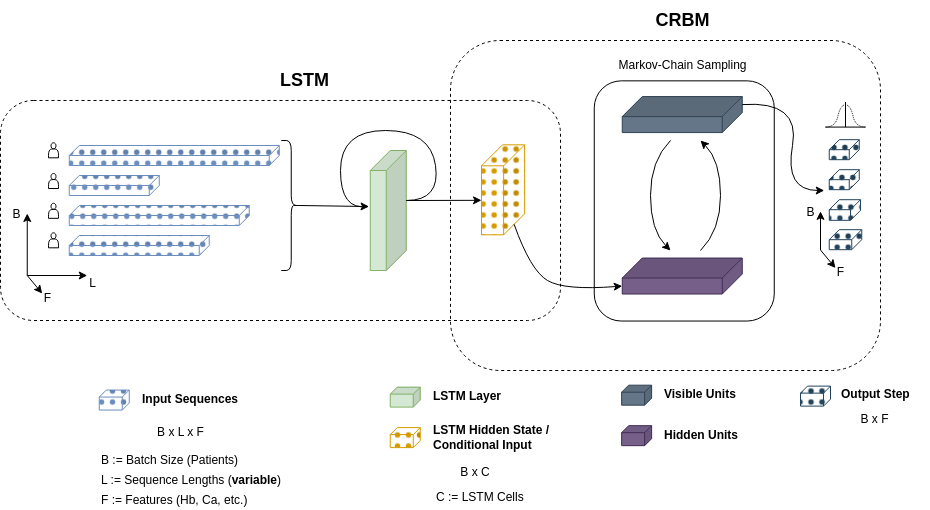 CRBM
Markov-Chain Sampling
LSTM
B
L
F
B
F
Input Sequences
B x L x F
B := Batch Size (Patients)
L := Sequence Lengths (variable)
F := Features (Hb, Ca, etc.)
LSTM Layer
LSTM Hidden State /
Conditional Input
B x C
C := LSTM Cells
Visible Units
Hidden Units
Output Step
B x F